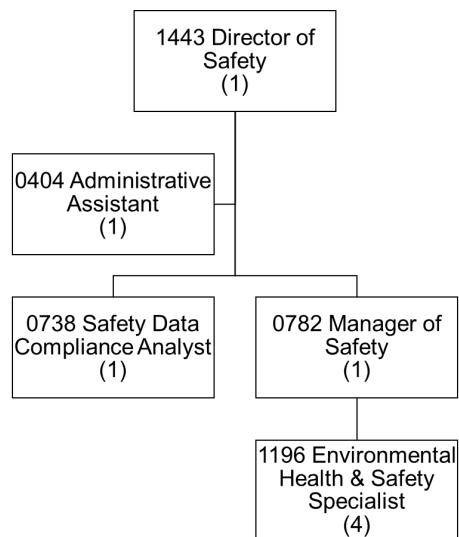 1443 Director of
Safety
(1)
0404 Administrative
Assistant
(1)
0738 Safety Data
Compliance Analyst
(1)
0782 Manager of
Safety
(1)
1196 Environmental
Health & Safety
Specialist
(4)